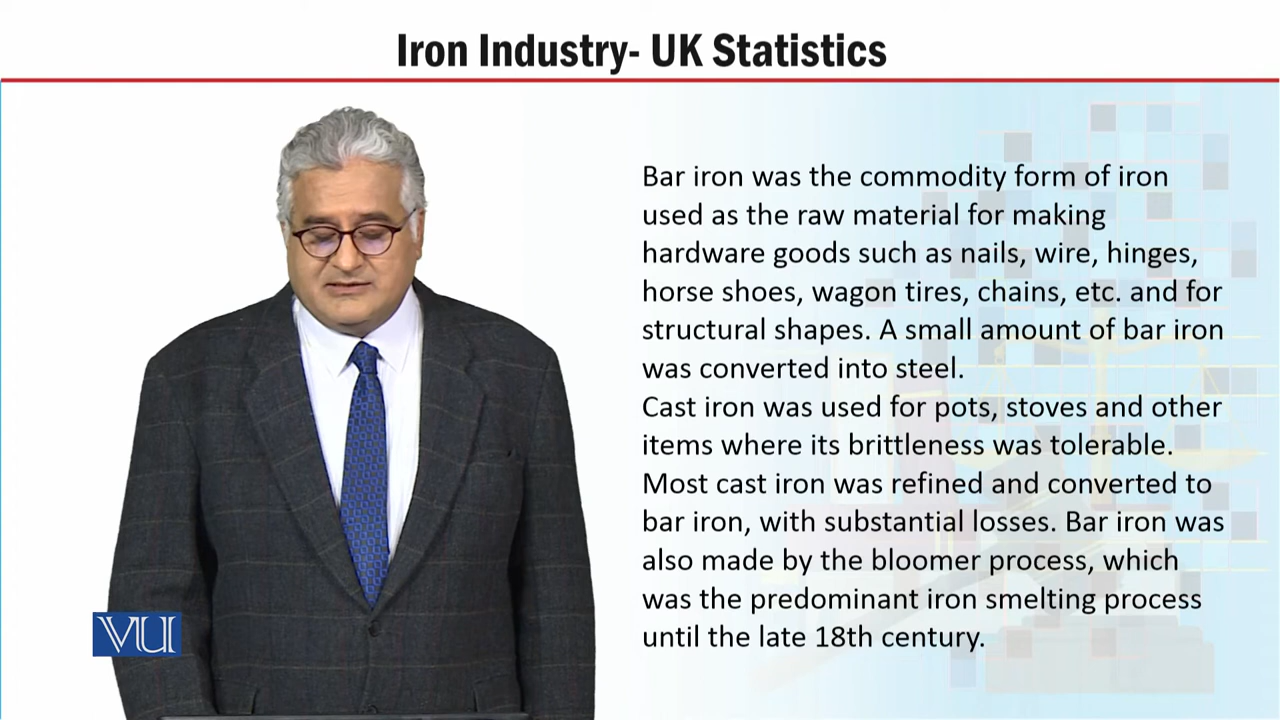 Iron Industry- UK Statistics
Bar iron was the commodity form of iron
used as the raw material for making
hardware goods such as nails, wire, hinges,
horse shoes, wagon tires, chains, etc. and for
structural shapes. A small amount of bar iron
was converted into steel.
Cast iron was used for pots, stoves and other
items where its brittleness was tolerable.
Most cast iron was refined and converted to
bar iron, with substantial losses. Bar iron was
also made by the bloomer process, which
was the predominant iron smelting process
until the late 18th century.
VU